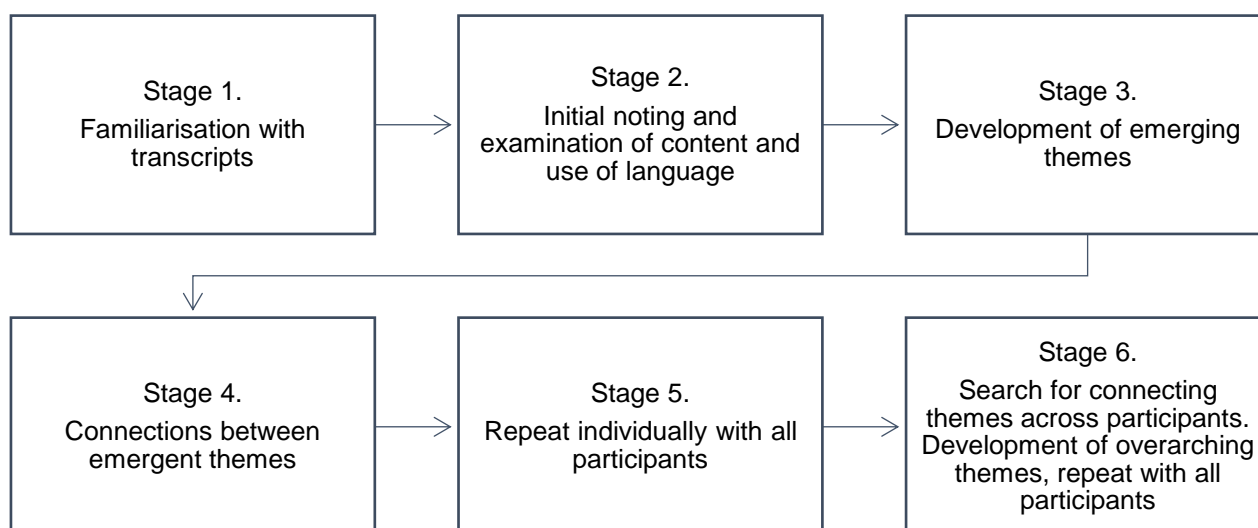 Stage 1.
Familiarisation with
transcripts
Stage 2.
Initial noting and
examination of content and
use of language
Stage 3.
Development of emerging
themes
Stage 4.
Connections between
emergent themes
Stage 5.
Repeat individually with all
participants
Stage 6.
Search for connecting
themes across participants.
Development of overarching
themes, repeat with all
participants